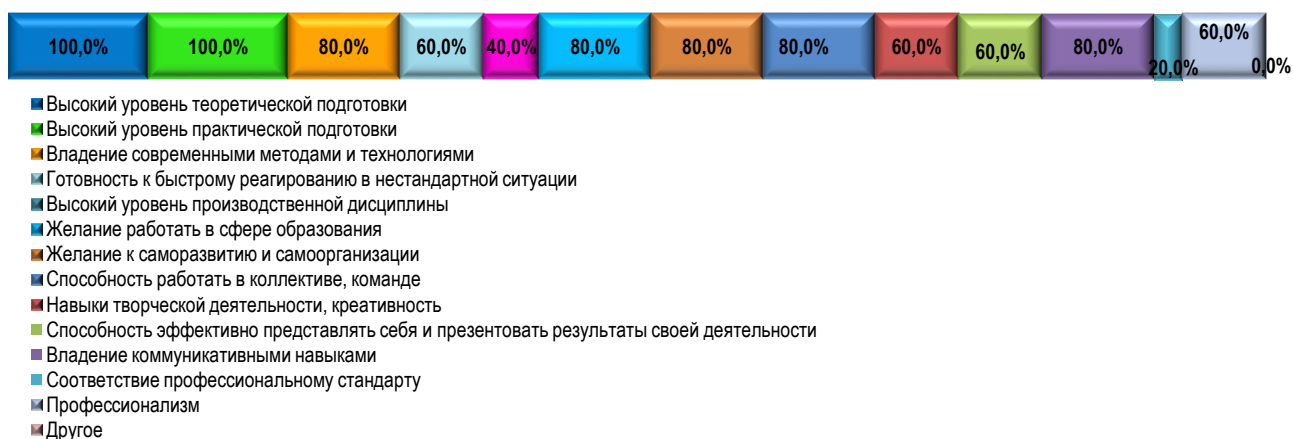 100,0% 100,0% 80,0% 60,0% 40,0% 80,0% 80,0% 80,0% 60,0% 60,0% 80,0% 20,0% 60,0% 0,0%
Высокий уровень теоретической подготовки
Высокий уровень практической подготовки
Владение современными методами и технологиями
Готовность к быстрому реагированию в нестандартной ситуации
Высокий уровень производственной дисциплины
Желание работать в сфере образования
Желание к саморазвитию и самоорганизации
Способность работать в коллективе, команде
Навыки творческой деятельности, креативность
Способность эффективно представлять себя и презентовать результаты своей деятельности
Владение коммуникативными навыками
Соответствие профессиональному стандарту
Профессионализм
Другое